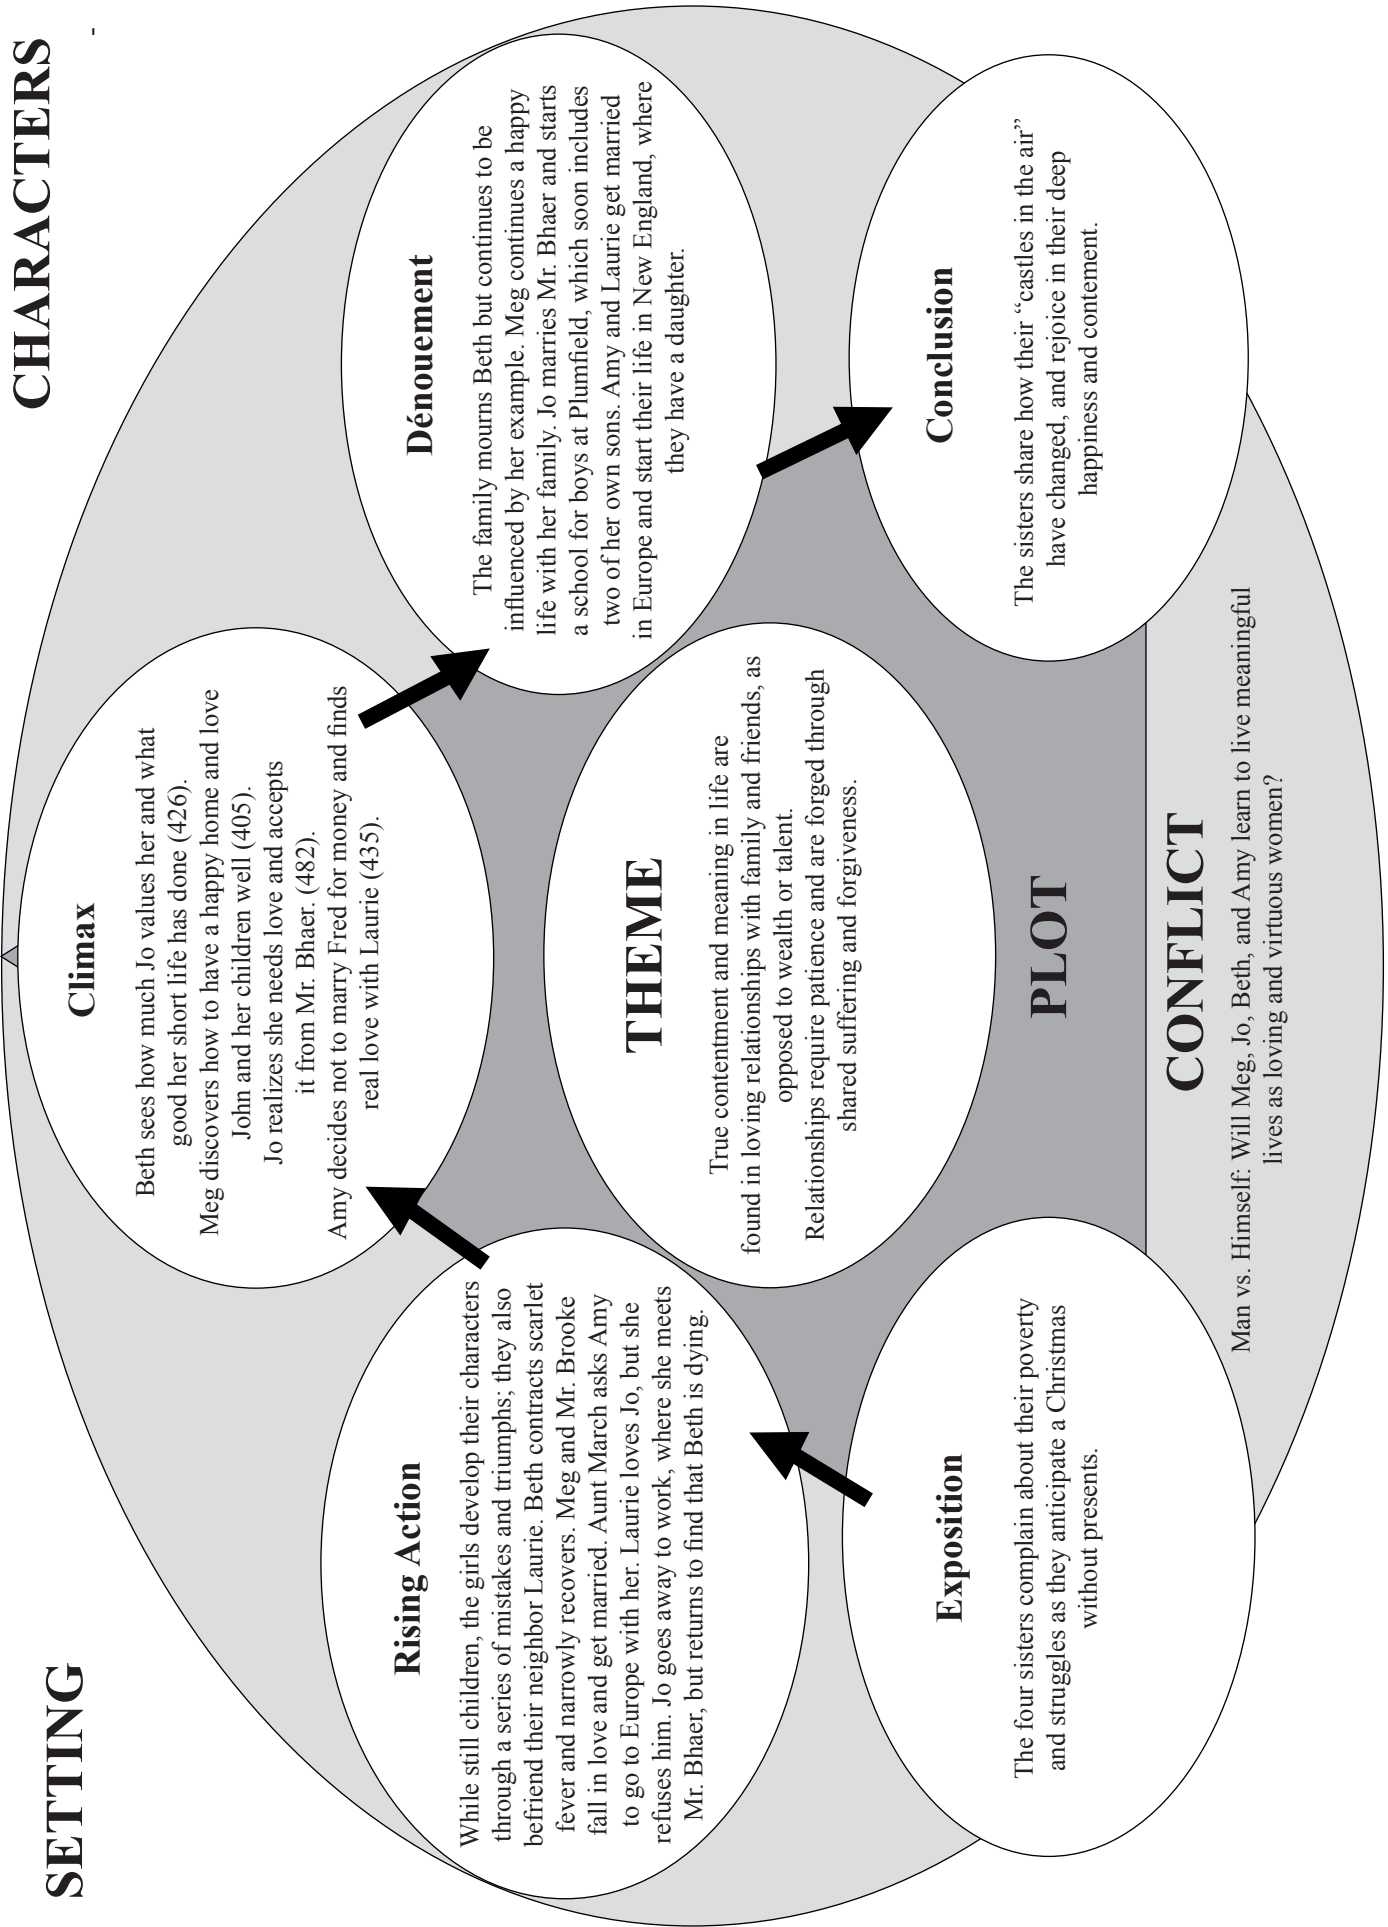 SETTING
CHARACTERS
-
Climax
Beth sees how much Jo values her and what
good her short life has done (426).
Meg discovers how to have a happy home and love
John and her children well (405).
Jo realizes she needs love and accepts
it from Mr. Bhaer. (482).
Amy decides not to marry Fred for money and finds
real love with Laurie (435).
Rising Action
While still children, the girls develop their characters
through a series of mistakes and triumphs; they also
befriend their neighbor Laurie. Beth contracts scarlet
fever and narrowly recovers. Meg and Mr. Brooke
fall in love and get married. Aunt March asks Amy
to go to Europe with her. Laurie loves Jo, but she
refuses him. Jo goes away to work, where she meets
Mr. Bhaer, but returns to find that Beth is dying.
Dénouement
The family mourns Beth but continues to be
influenced by her example. Meg continues a happy
life with her family. Jo marries Mr. Bhaer and starts
a school for boys at Plumfield, which soon includes
two of her own sons. Amy and Laurie get married
in Europe and start their life in New England, where
they have a daughter.
THEME
True contentment and meaning in life are
found in loving relationships with family and friends, as
opposed to wealth or talent.
Relationships require patience and are forged through
shared suffering and forgiveness.
Exposition
The four sisters complain about their poverty
and struggles as they anticipate a Christmas
without presents.
Conclusion
The sisters share how their “castles in the air”
have changed, and rejoice in their deep
happiness and contement.
PLOT
CONFLICT
Man vs. Himself: Will Meg, Jo, Beth, and Amy learn to live meaningful
lives as loving and virtuous women?